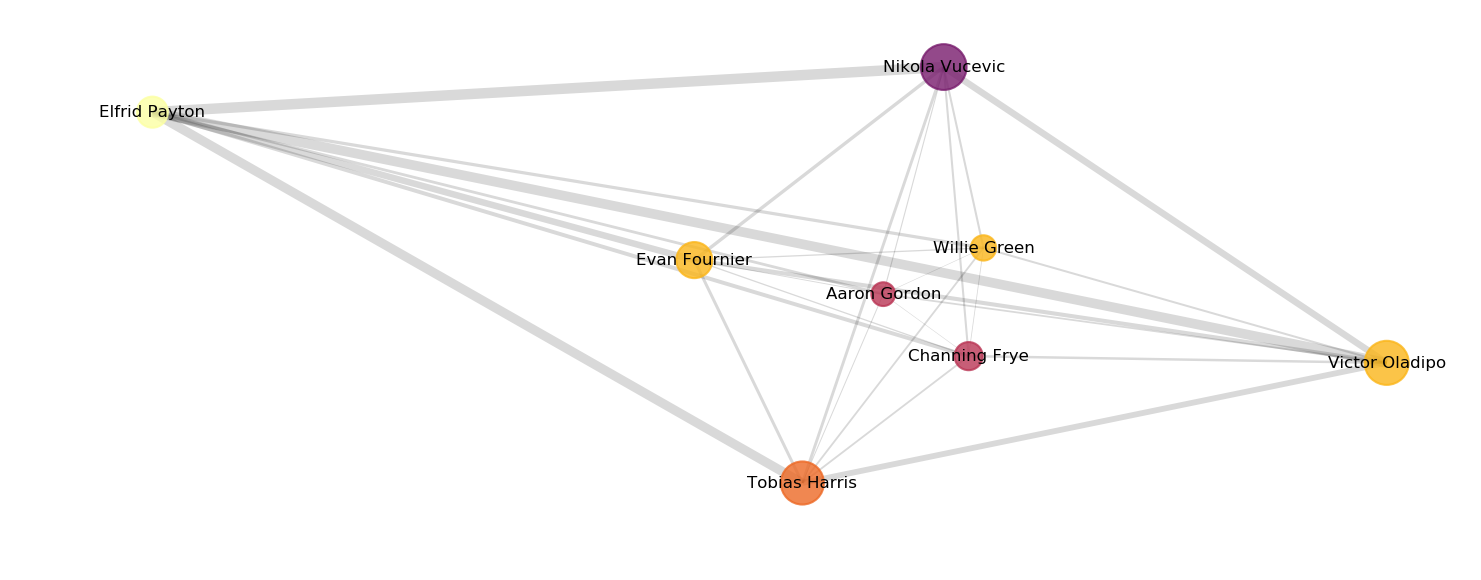 Nikola Vucevic
Elfrid Payton
Willie Green
Evan Fournier
Aaron Gordon
Channing Frye
Victor Oladipo
Tobias Harris